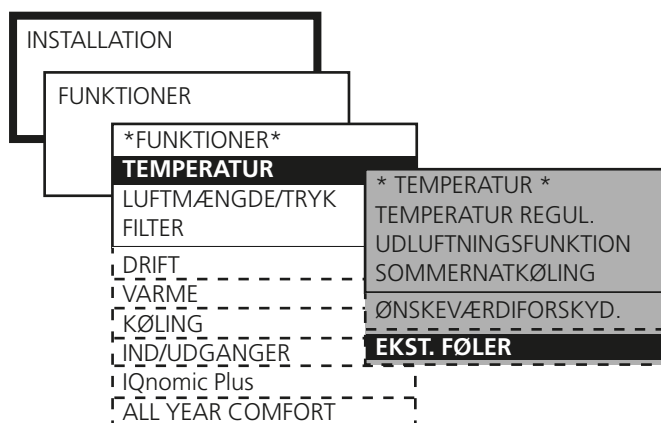 INSTALLATION
FUNKTIONER
*FUNKTIONER*
TEMPERATUR
LUFTMÆNGDE/TRYK
FILTER
DRIFT
VARME
KØLING
IND/UDGANGER
IQnomic Plus
ALL YEAR COMFORT
* TEMPERATUR *
TEMPERATUR REGUL.
UDLUFTNINGSFUNKTION
SOMMERNATKØLING
ØNSKEVÆRDIFORSKYD.
EKST. FØLER